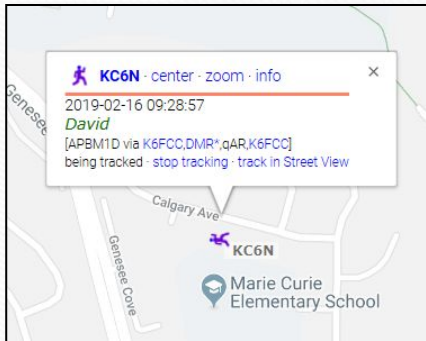 KC6N · center · zoom · info
2019-02-16 09:28:57
David
[APBM1D via K6FCC,DMR*,qAR,K6FCC]
being tracked · stop tracking · track in Street View
Genesee
Calgary Ave
Genesee Cove
KC6N
Marie Curie
Elementary School